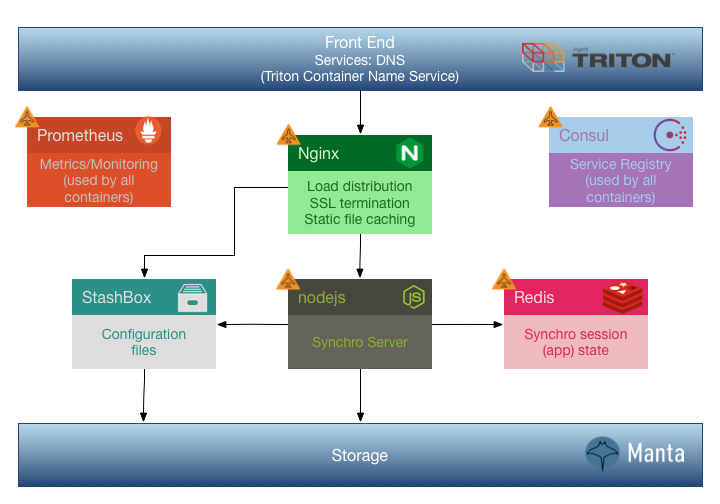 Front End
Services: DNS
(Triton Container Name Service)
Joyent
TRITON
Prometheus
Metrics/Monitoring
(used by all
containers)
Nginx
N
Load distribution
SSL termination
Static file caching
Consul
Service Registry
(used by all
containers)
StashBox
Configuration
files
nodejs
JS
Synchro Server
Redis
Synchro session
(app) state
Storage
Manta